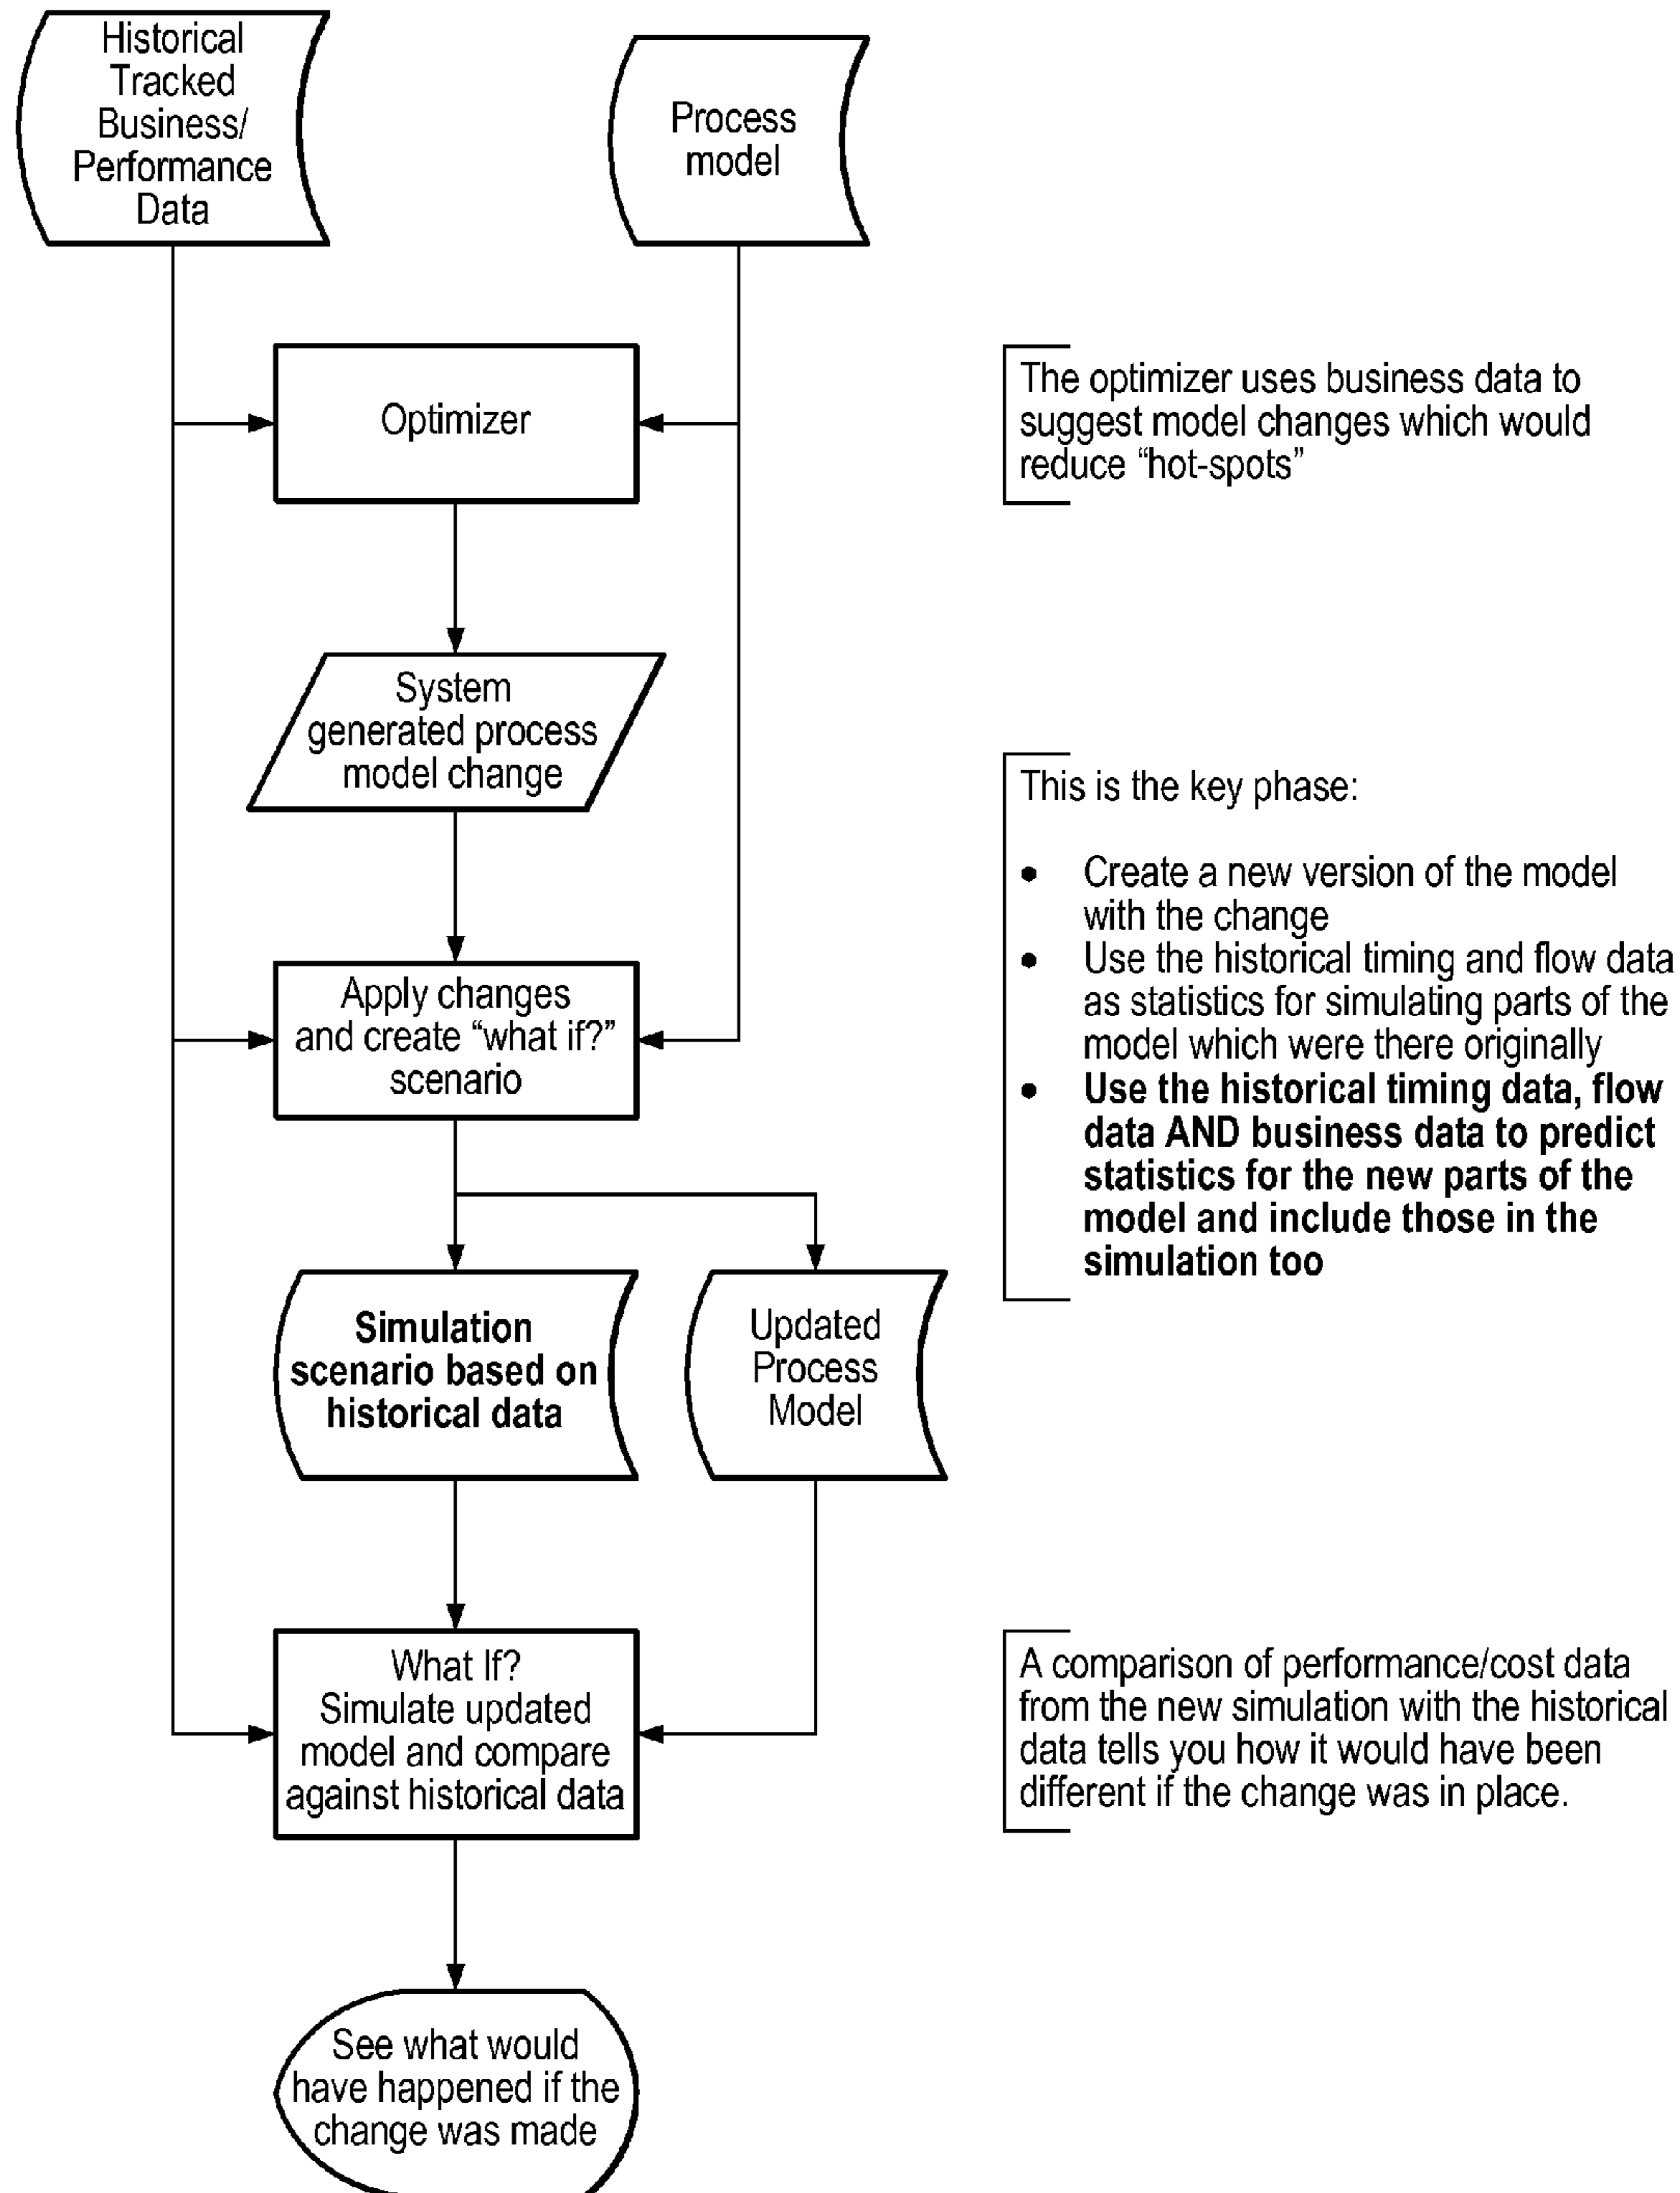 Historical
Tracked
Business/
Performance
Data
Process
model
Optimizer
The optimizer uses business data to
suggest model changes which would
reduce “hot-spots”
System
generated process
model change
This is the key phase:
• Create a new version of the model
with the change
• Use the historical timing and flow data
as statistics for simulating parts of the
model which were there originally
• Use the historical timing data, flow
data AND business data to predict
statistics for the new parts of the
model and include those in the
simulation too
Apply changes
and create “what if?”
scenario
Simulation
scenario based on
historical data
Updated
Process
Model
What If?
Simulate updated
model and compare
against historical data
A comparison of performance/cost data
from the new simulation with the historical
data tells you how it would have been
different if the change was in place.
See what would
have happened if the
change was made